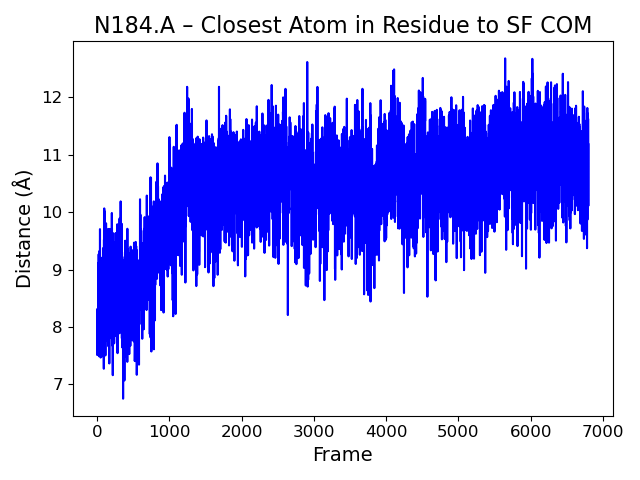 N184.A – Closest Atom in Residue to SF COM
Distance (Å)
12
11
10
9
8
7
0 1000 2000 3000 4000 5000 6000 7000
Frame